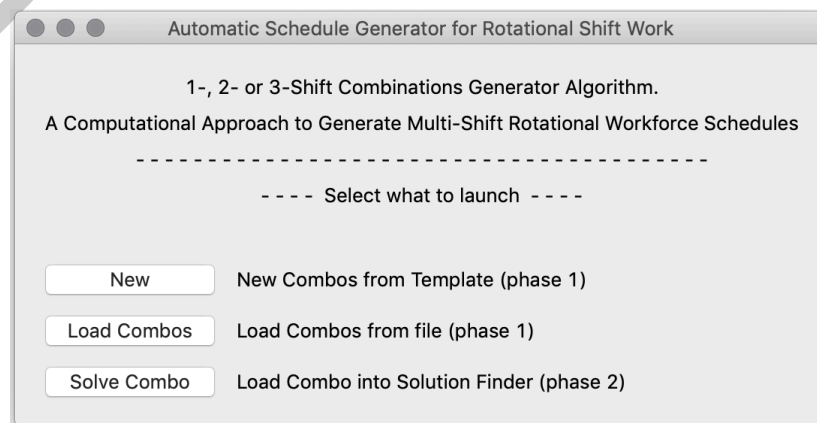 Automatic Schedule Generator for Rotational Shift Work
1-, 2- or 3-Shift Combinations Generator Algorithm.
A Computational Approach to Generate Multi-Shift Rotational Workforce Schedules
- - - - - - - - - - - - - - - - - - - - - - - - - - - - - - - - - - - - - - - -
- - - - Select what to launch - - - -
New New Combos from Template (phase 1)
Load Combos Load Combos from file (phase 1)
Solve Combo Load Combo into Solution Finder (phase 2)